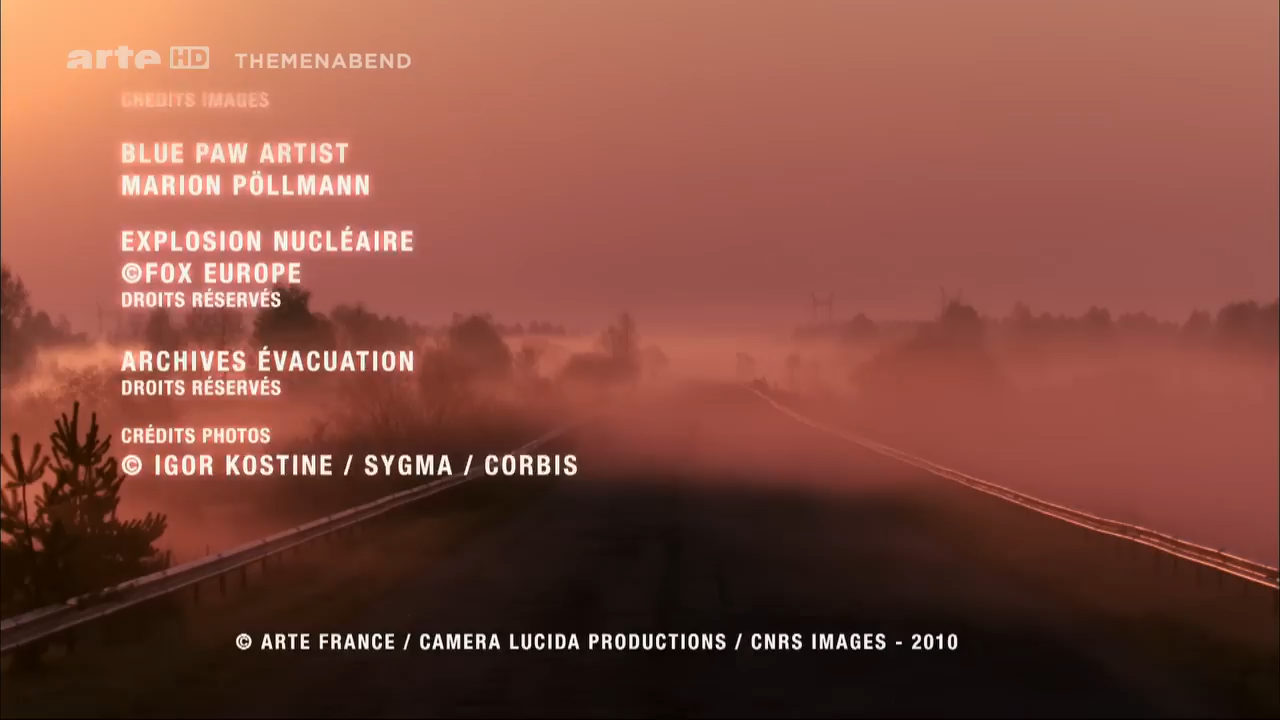 arte HD THEMENABEND
CREDITS IMAGES
BLUE PAW ARTIST
MARION PÖLLMANN
EXPLOSION NUCLÉAIRE
©FOX EUROPE
DROITS RÉSERVÉS
ARCHIVES ÉVACUATION
DROITS RÉSERVÉS
CRÉDITS PHOTOS
© IGOR KOSTINE / SYGMA / CORBIS
© ARTE FRANCE / CAMERA LUCIDA PRODUCTIONS / CNRS IMAGES - 2010